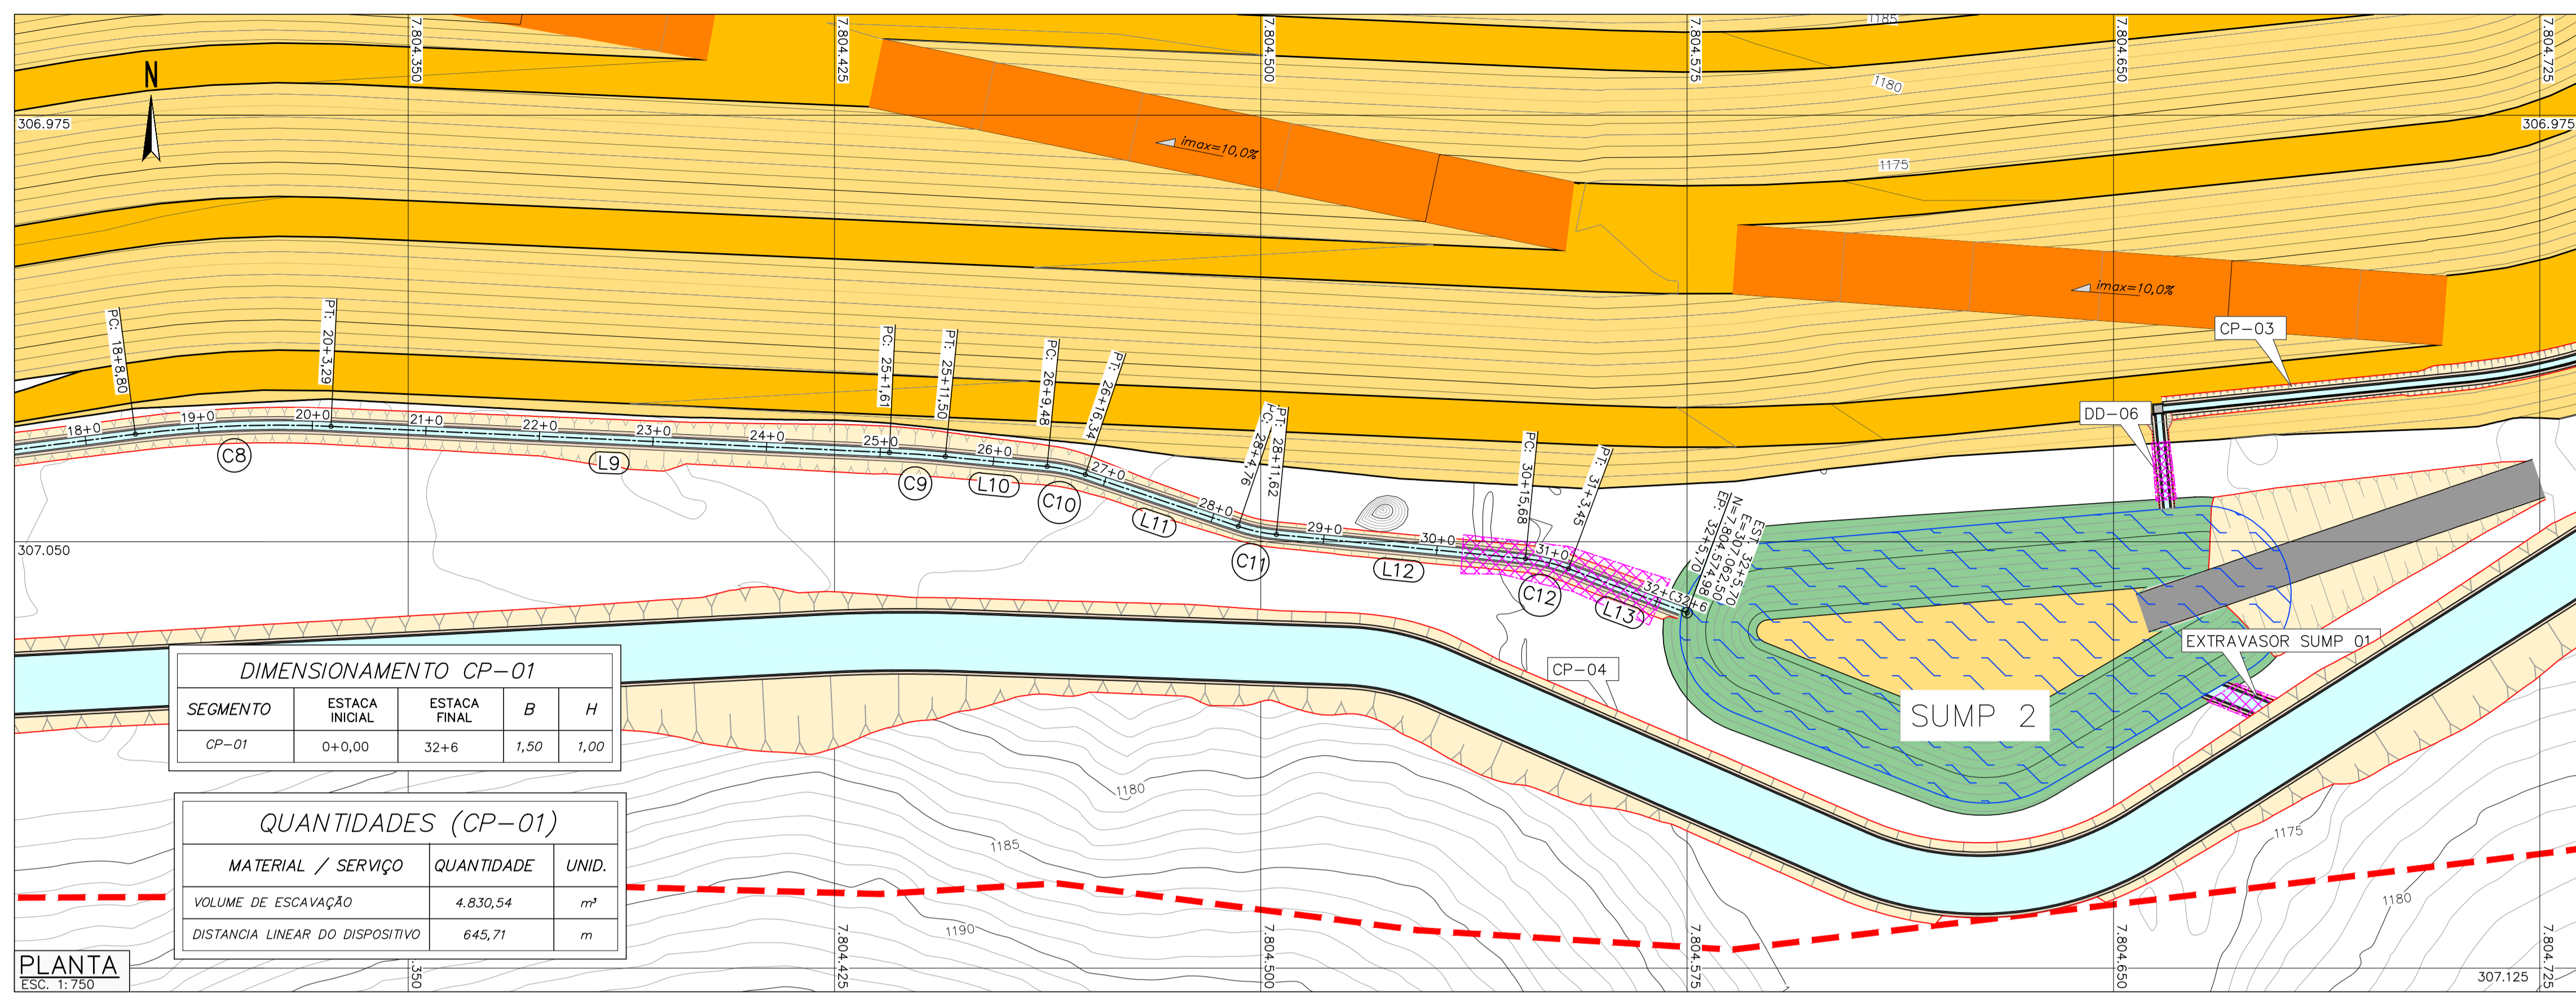 7.804.350
7.804.425
7.804.500
7.804.575
7.804.650
7.804.725
1185
1180
N
306.975
306.975
imax=10,0%
1175
imax=10,0%
CP-03
DD-06
PC: 18+8,80
PT: 20+3,29
PC: 25+1,61
PT: 25+11,50
PC: 26+9,48
PT: 26+16,34
PC: 28+4,76
PT: 28+11,62
PC: 30+15,68
PT: 31+3,45
EST: 32+5,70
E=307.062,50
N=7.804.574,98
EP: 32+5,70
18+0
19+0
20+0
21+0
22+0
23+0
24+0
25+0
26+0
27+0
28+0
29+0
30+0
31+0
32+6
C8
L9
C9
L10
C10
L11
C11
L12
C12
L13
307.050
EXTRAVASOR SUMP 01
CP-04
SUMP 2
DIMENSIONAMENTO CP-01
SEGMENTO ESTACA INICIAL ESTACA FINAL B H
CP-01 0+0,00 32+6 1,50 1,00
1180
1185
1190
1175
1180
QUANTIDADES (CP-01)
MATERIAL / SERVIÇO QUANTIDADE UNID.
VOLUME DE ESCAVAÇÃO 4.830,54 m³
DISTANCIA LINEAR DO DISPOSITIVO 645,71 m
.350
7.804.425
7.804.500
7.804.575
7.804.650
7.804.725
307.125
PLANTA
ESC. 1:750